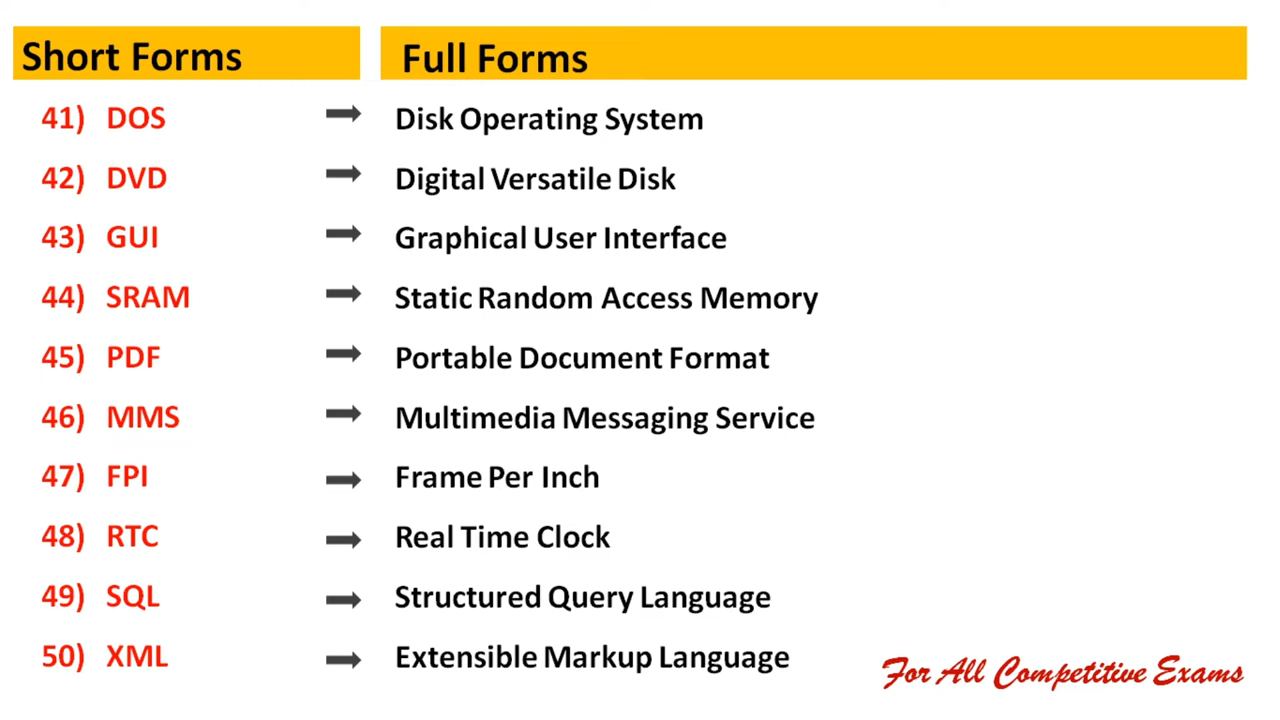 Short Forms Full Forms
41) DOS Disk Operating System
42) DVD Digital Versatile Disk
43) GUI Graphical User Interface
44) SRAM Static Random Access Memory
45) PDF Portable Document Format
46) MMS Multimedia Messaging Service
47) FPI Frame Per Inch
48) RTC Real Time Clock
49) SQL Structured Query Language
50) XML Extensible Markup Language
For All Competitive Exams